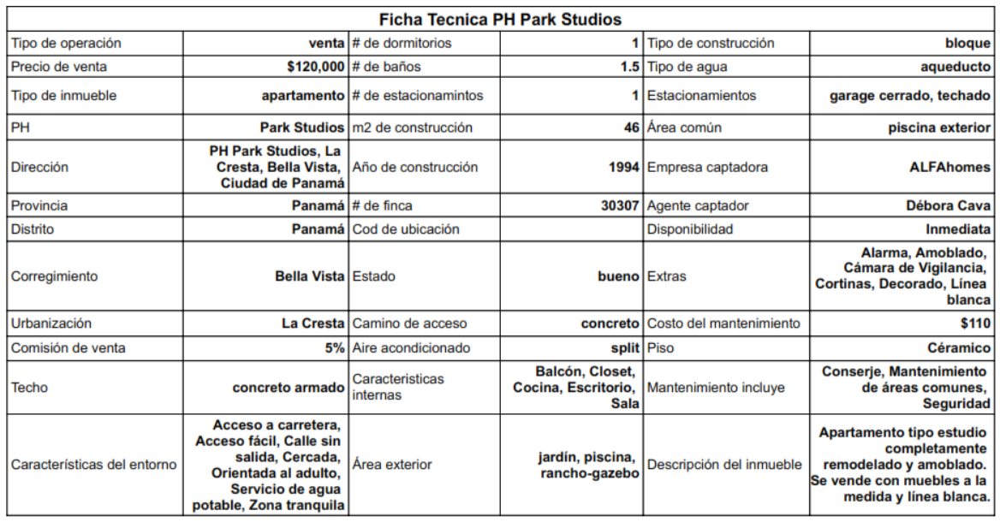 Ficha Tecnica PH Park Studios
Tipo de operación venta # de dormitorios 1 Tipo de construcción bloque
Precio de venta $120,000 # de baños 1.5 Tipo de agua aqueducto
Tipo de inmueble apartamento # de estacionamintos 1 Estacionamientos garage cerrado, techado
PH Park Studios m2 de construcción 46 Área común piscina exterior
Dirección
PH Park Studios, La
Cresta, Bella Vista,
Ciudad de Panamá
Año de construcción 1994 Empresa captadora ALFAhomes
Provincia Panamá # de finca 30307 Agente captador Débora Cava
Distrito Panamá Cod de ubicación Disponibilidad Inmediata
Corregimiento Bella Vista Estado bueno Extras
Alarma, Amoblado,
Cámara de Vigilancia,
Cortinas, Decorado, Línea
blanca
Urbanización La Cresta Camino de acceso concreto Costo del mantenimiento $110
Comisión de venta 5% Aire acondicionado split Piso Céramico
Techo concreto armado
Caracteristicas
internas
Balcón, Closet,
Cocina, Escritorio,
Sala
Mantenimiento incluye
Conserje, Mantenimiento
de áreas comunes,
Seguridad
Características del entorno
Acceso a carretera,
Acceso fácil, Calle sin
salida, Cercada,
Orientada al adulto,
Servicio de agua
potable, Zona tranquila
Área exterior
jardín, piscina,
rancho-gazebo
Descripción del inmueble
Apartamento tipo estudio
completamente
remodelado y amoblado.
Se vende con muebles a la
medida y línea blanca.